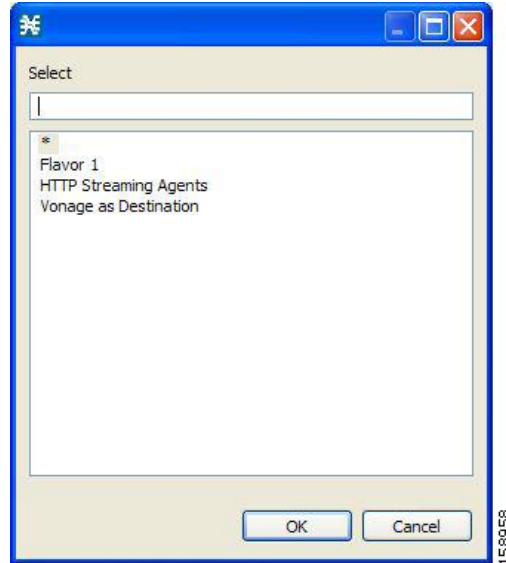 Select
*
Flavor 1
HTTP Streaming Agents
Vonage as Destination
OK
Cancel
158958